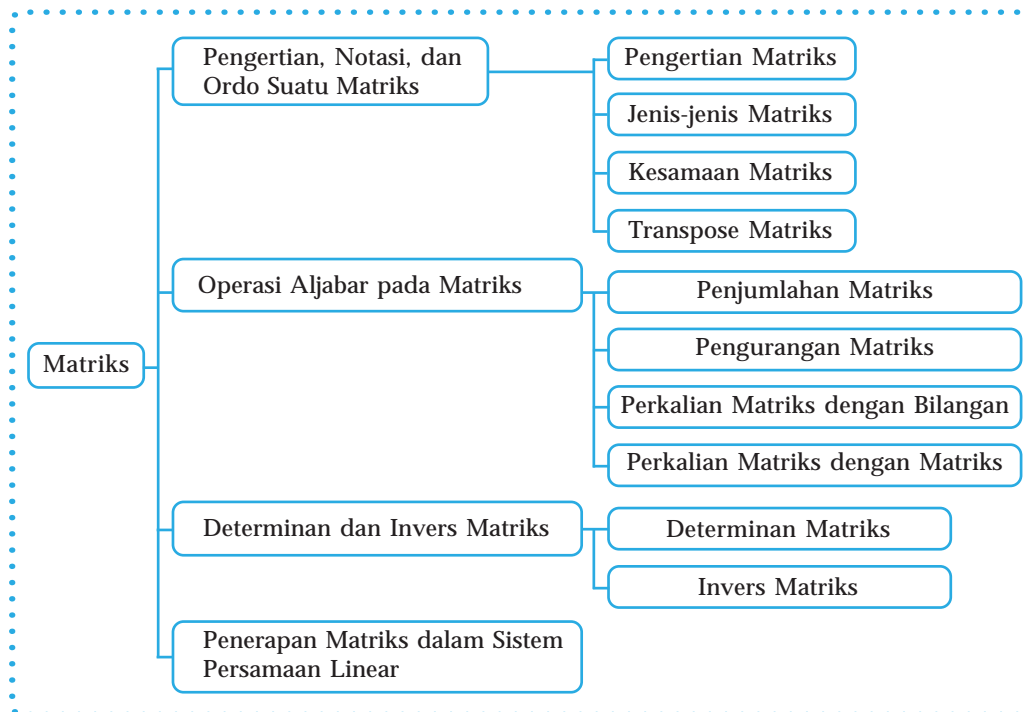 Matriks
Pengertian, Notasi, dan
Ordo Suatu Matriks
Pengertian Matriks
Jenis-jenis Matriks
Kesamaan Matriks
Transpose Matriks
Operasi Aljabar pada Matriks
Penjumlahan Matriks
Pengurangan Matriks
Perkalian Matriks dengan Bilangan
Perkalian Matriks dengan Matriks
Determinan dan Invers Matriks
Determinan Matriks
Invers Matriks
Penerapan Matriks dalam Sistem
Persamaan Linear